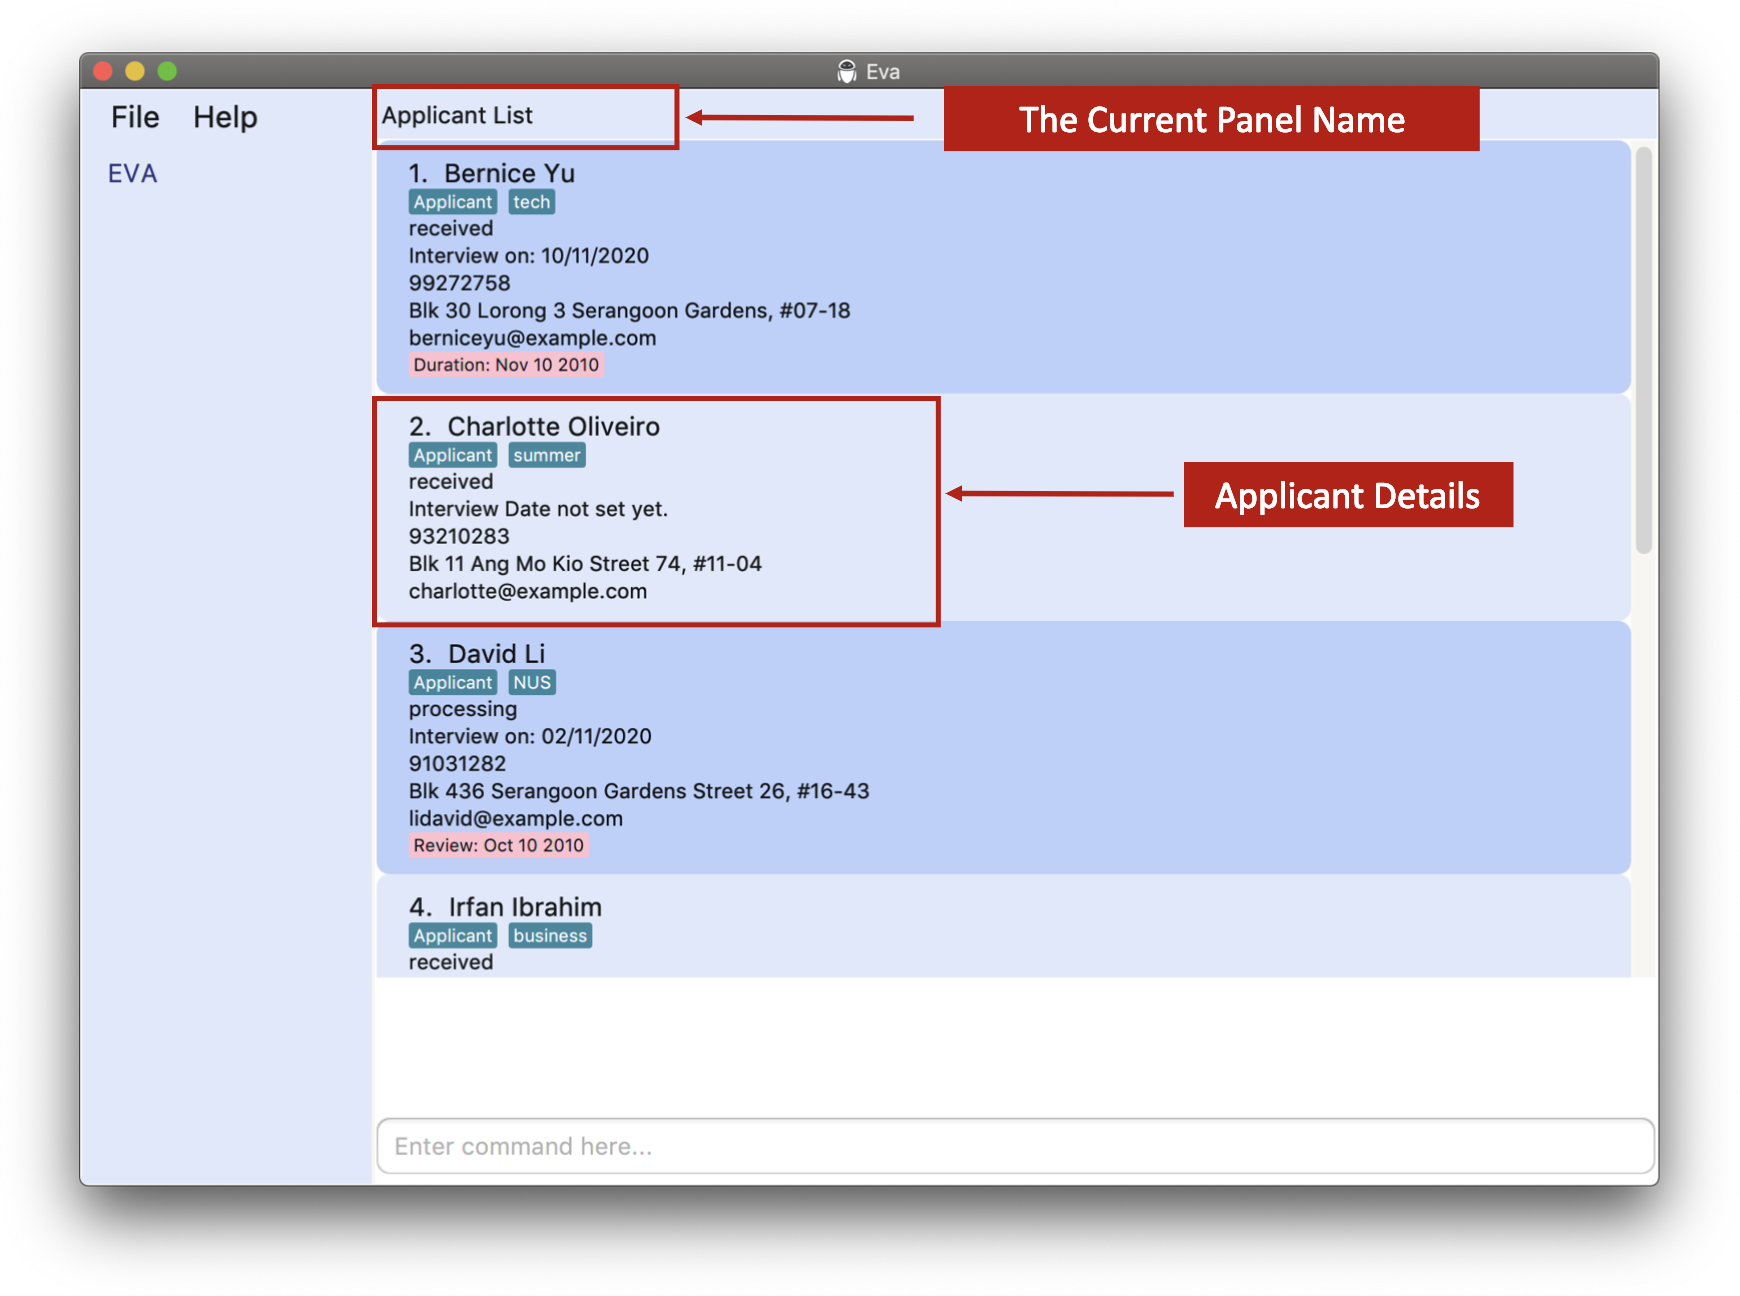 Eva
File Help
Applicant List
The Current Panel Name
EVA
1. Bernice Yu
Applicant tech
received
Interview on: 10/11/2020
99272758
Blk 30 Lorong 3 Serangoon Gardens, #07-18
berniceyu@example.com
Duration: Nov 10 2010
2. Charlotte Oliveiro
Applicant summer
received
Interview Date not set yet.
93210283
Blk 11 Ang Mo Kio Street 74, #11-04
charlotte@example.com
Applicant Details
3. David Li
Applicant NUS
processing
Interview on: 02/11/2020
91031282
Blk 436 Serangoon Gardens Street 26, #16-43
lidavid@example.com
Review: Oct 10 2010
4. Irfan Ibrahim
Applicant business
received
Enter command here...